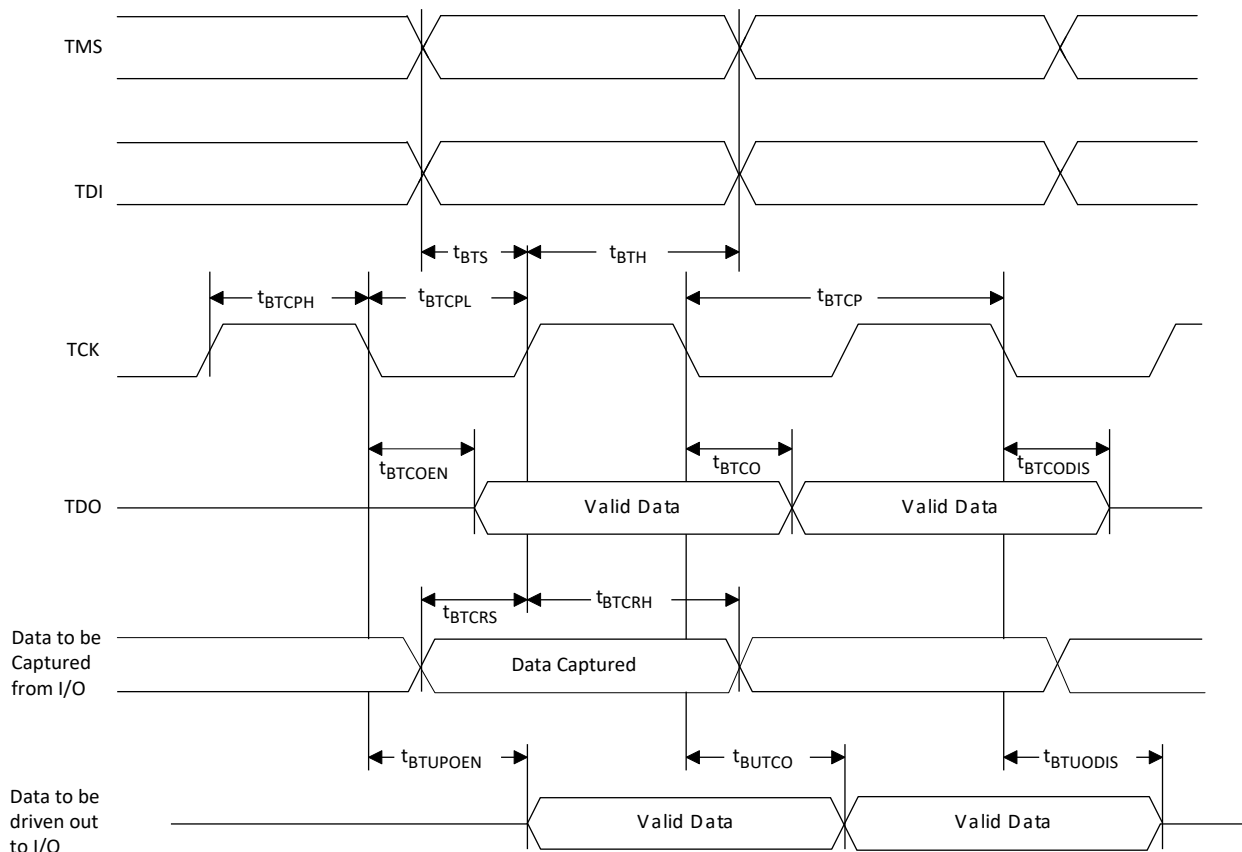 TMS
TDI
tBTS
tBTH
tBTCPH
tBTCPL
tBTCP
TCK
tBTCOEN
tBTCO
tBTCODIS
TDO
Valid Data
Valid Data
tBTCRS
tBTCRH
Data to be
Captured
from I/O
Data Captured
tBTUPOEN
tBUTCO
tBTUODIS
Data to be
driven out
to I/O
Valid Data
Valid Data